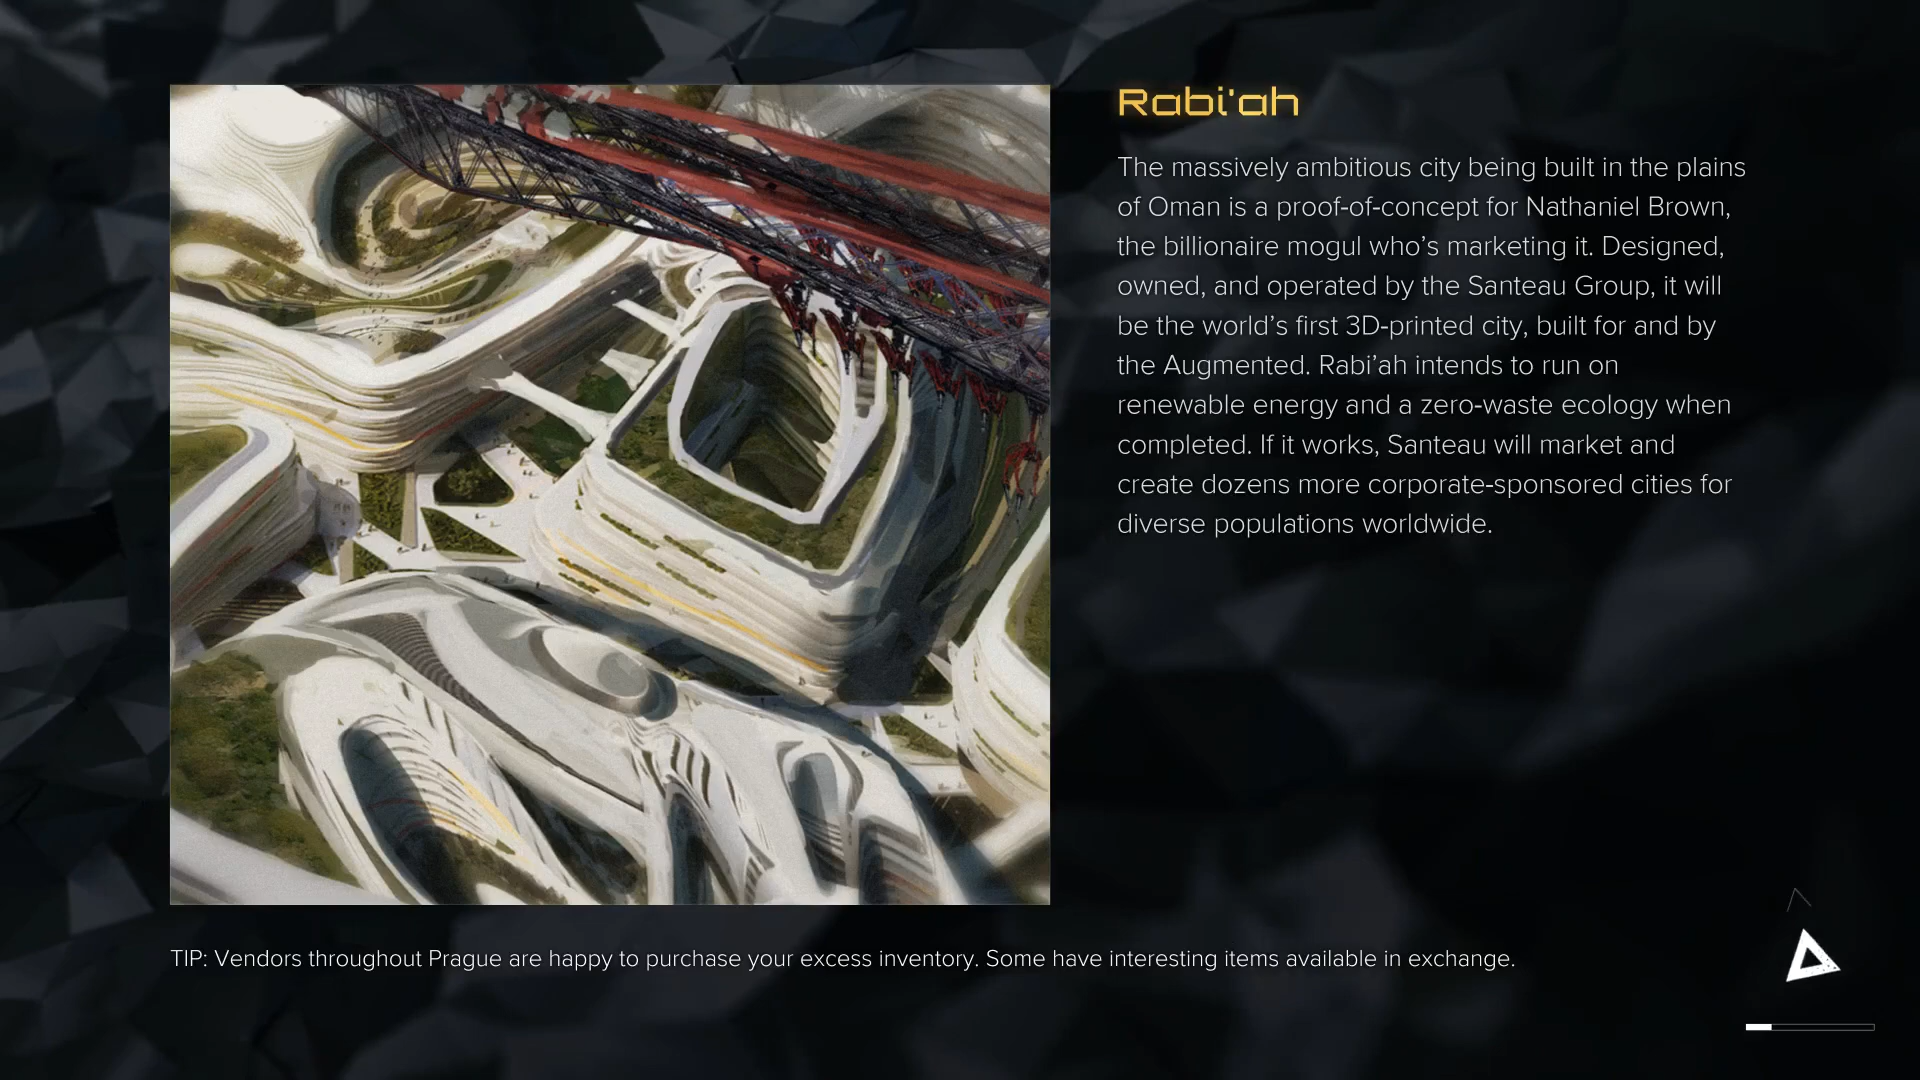 Rabi'ah
The massively ambitious city being built in the plains
of Oman is a proof-of-concept for Nathaniel Brown,
the billionaire mogul who’s marketing it. Designed,
owned, and operated by the Santeau Group, it will
be the world’s first 3D-printed city, built for and by
the Augmented. Rabi’ah intends to run on
renewable energy and a zero-waste ecology when
completed. If it works, Santeau will market and
create dozens more corporate-sponsored cities for
diverse populations worldwide.
TIP: Vendors throughout Prague are happy to purchase your excess inventory. Some have interesting items available in exchange.